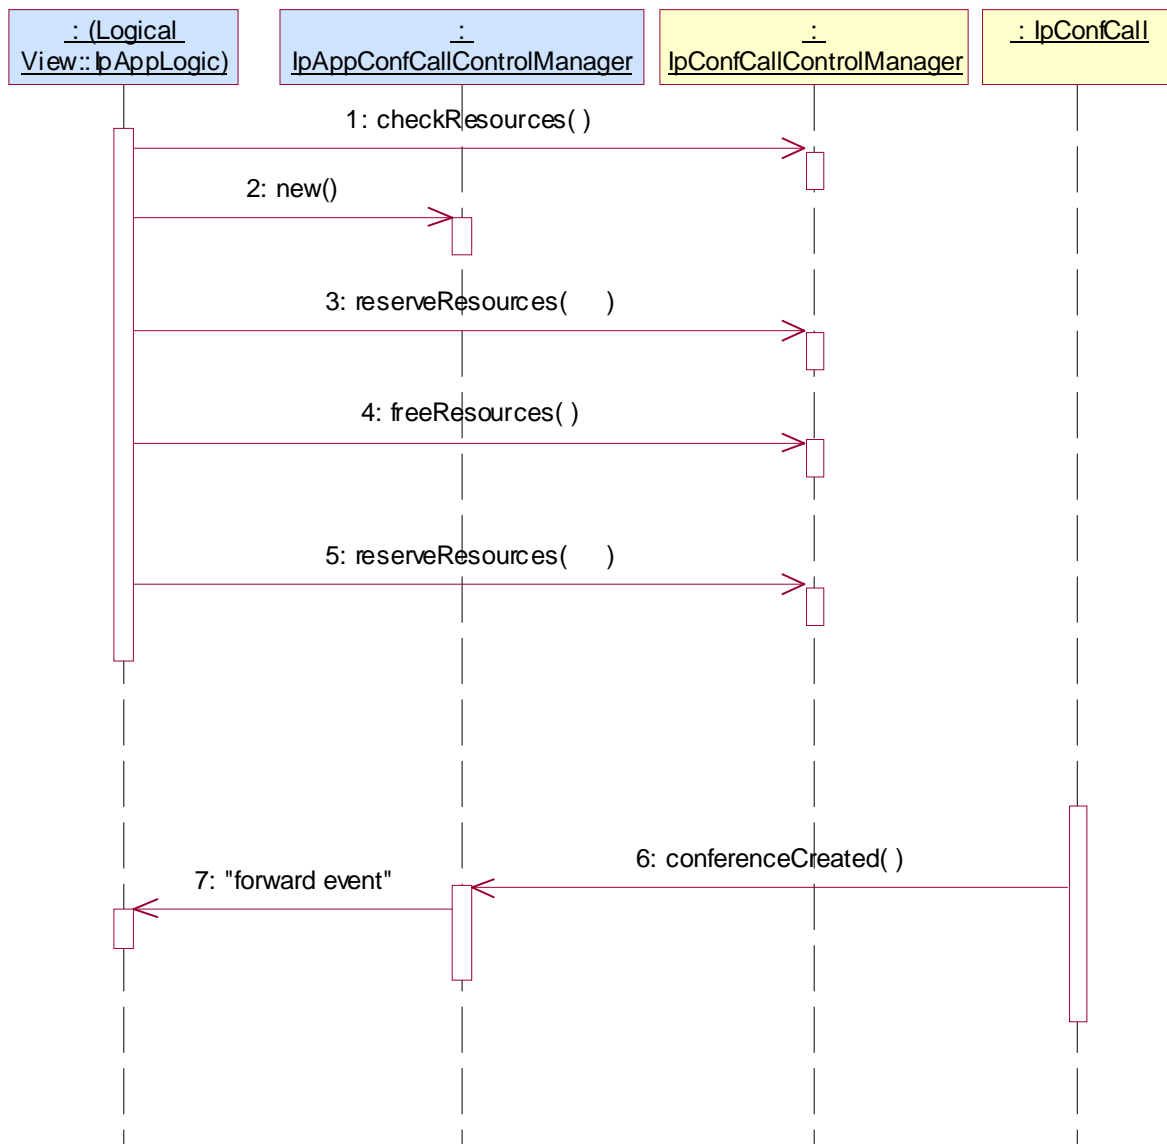 : (Logical
View::IpAppLogic)
:
IpAppConfCallControlManager
:
IpConfCallControlManager
: IpConfCall
1: checkResources( )
2: new()
3: reserveResources( )
4: freeResources( )
5: reserveResources( )
6: conferenceCreated( )
7: "forward event"